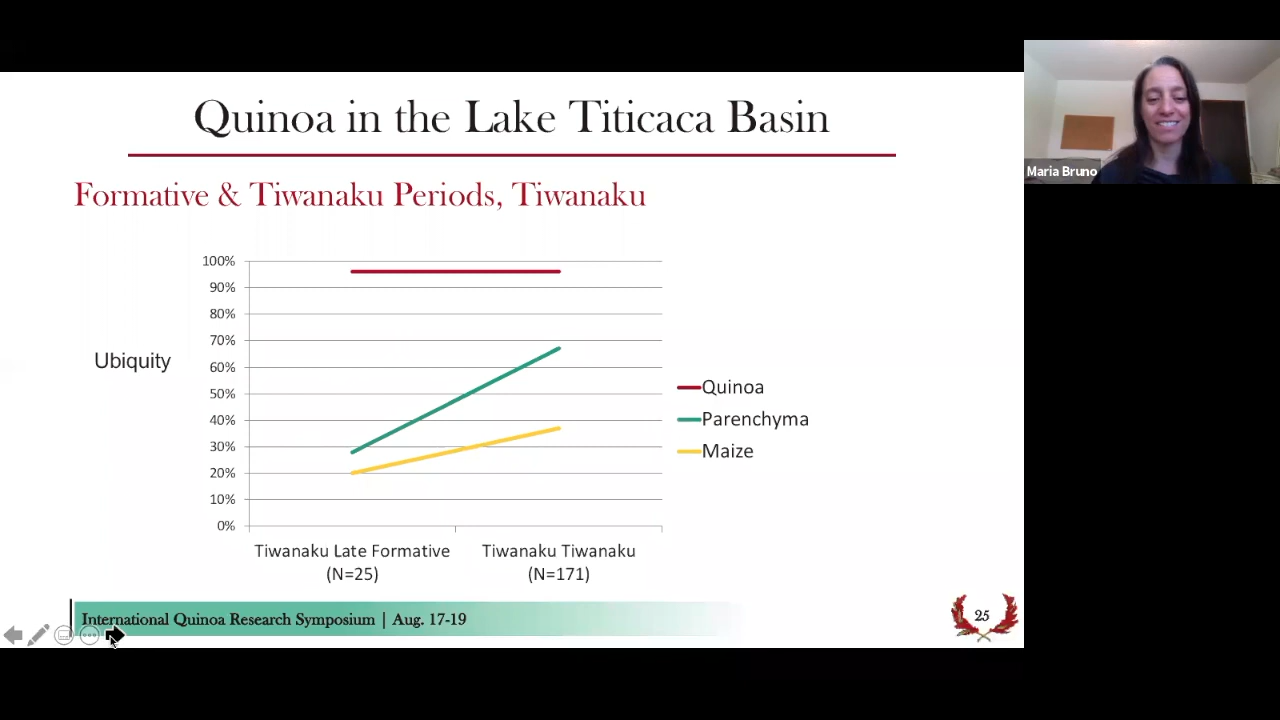 Quinoa in the Lake Titicaca Basin
Maria Bruno
Formative & Tiwanaku Periods, Tiwanaku
100%
90%
80%
70%
60%
50%
40%
30%
20%
10%
0%
Ubiquity
Quinoa
Parenchyma
Maize
Tiwanaku Late Formative
(N=25)
Tiwanaku Tiwanaku
(N=171)
International Quinoa Research Symposium | Aug. 17-19
25